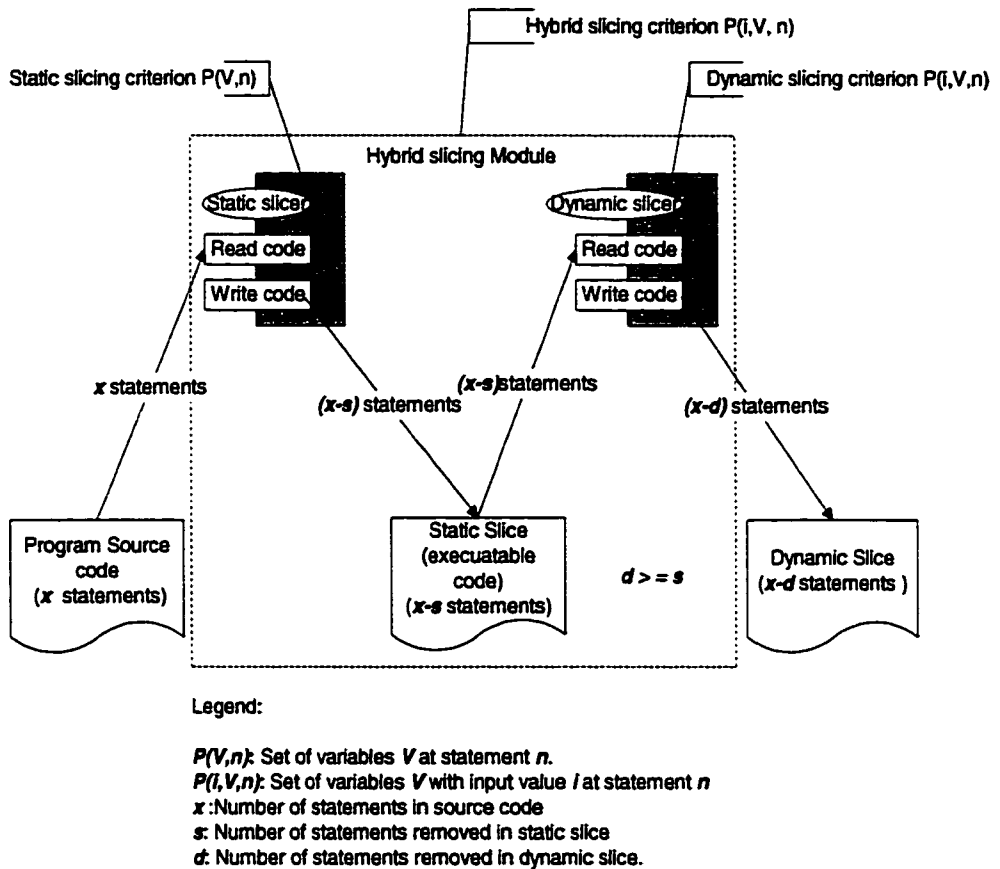 Hybrid slicing criterion P(i,V, n)
Static slicing criterion P(V,n)
Dynamic slicing criterion P(i,V,n)
Hybrid slicing Module
Static slicer
Read code
Write code
Dynamic slicer
Read code
Write code
x statements
(x-s) statements
(x-s)statements
(x-d) statements
Program Source
code
(x statements)
Static Slice
(execuatable
code)
(x-s statements)
d >= s
Dynamic Slice
(x-d statements )
Legend:
P(V,n): Set of variables V at statement n.
P(i,V,n): Set of variables V with input value i at statement n
x :Number of statements in source code
s: Number of statements removed in static slice
d: Number of statements removed in dynamic slice.